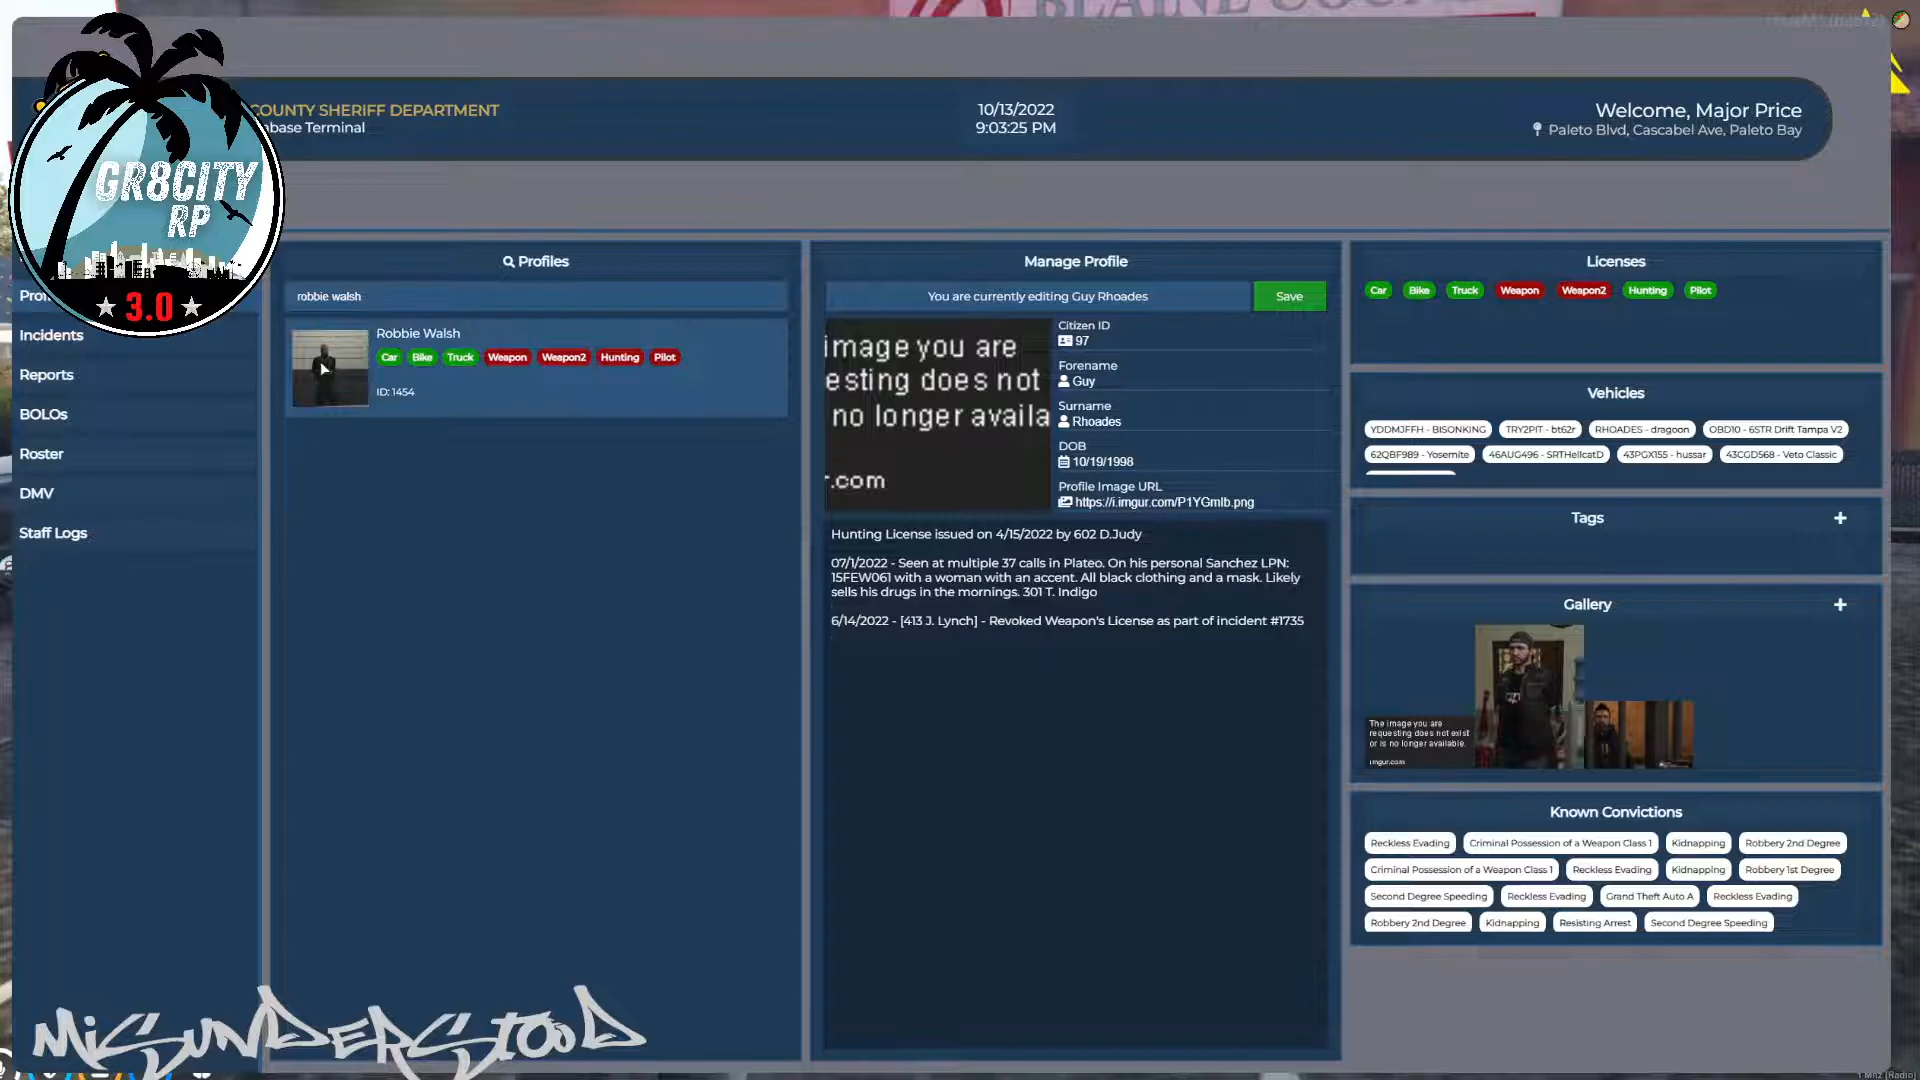 GR8CITY
RP
3.0
COUNTY SHERIFF DEPARTMENT
abase Terminal
10/13/2022
9:03:25 PM
Welcome, Major Price
Paleto Blvd, Cascabel Ave, Paleto Bay
Incidents
Reports
BOLOs
Roster
DMV
Staff Logs
Profiles
robbie walsh
Robbie Walsh
Car Bike Truck Weapon Weapon2 Hunting Pilot
ID: 1454
Manage Profile
You are currently editing Guy Rhoades
Save
image you are
esting does not
no longer availa
r.com
Citizen ID
97
Forename
Guy
Surname
Rhoades
DOB
10/19/1998
Profile Image URL
https://i.imgur.com/P1YGmIb.png
Hunting License issued on 4/15/2022 by 602 D.Judy
07/1/2022 - Seen at multiple 37 calls in Plateo. On his personal Sanchez LPN:
15FEW061 with a woman with an accent. All black clothing and a mask. Likely
sells his drugs in the mornings. 301 T. Indigo
6/14/2022 - [413 J. Lynch] - Revoked Weapon's License as part of incident #1735
Licenses
Car Bike Truck Weapon Weapon2 Hunting Pilot
Vehicles
YDDMJFFH - BISONKING TRY2PIT - bt62r RHOADES - dragoon OBD10 - 6STR Drift Tampa V2
62QBF989 - Yosemite 46AUG496 - SRTHellcatD 43PGX155 - hussar 43CGD568 - Veto Classic
Tags
Gallery
The image you are
requesting does not exist
or is no longer available.
imgur.com
Known Convictions
Reckless Evading Criminal Possession of a Weapon Class 1 Kidnapping Robbery 2nd Degree
Criminal Possession of a Weapon Class 1 Reckless Evading Kidnapping Robbery 1st Degree
Second Degree Speeding Reckless Evading Grand Theft Auto A Reckless Evading
Robbery 2nd Degree Kidnapping Resisting Arrest Second Degree Speeding
MiSUNDERSTOOD
1 Mhz [Radio]